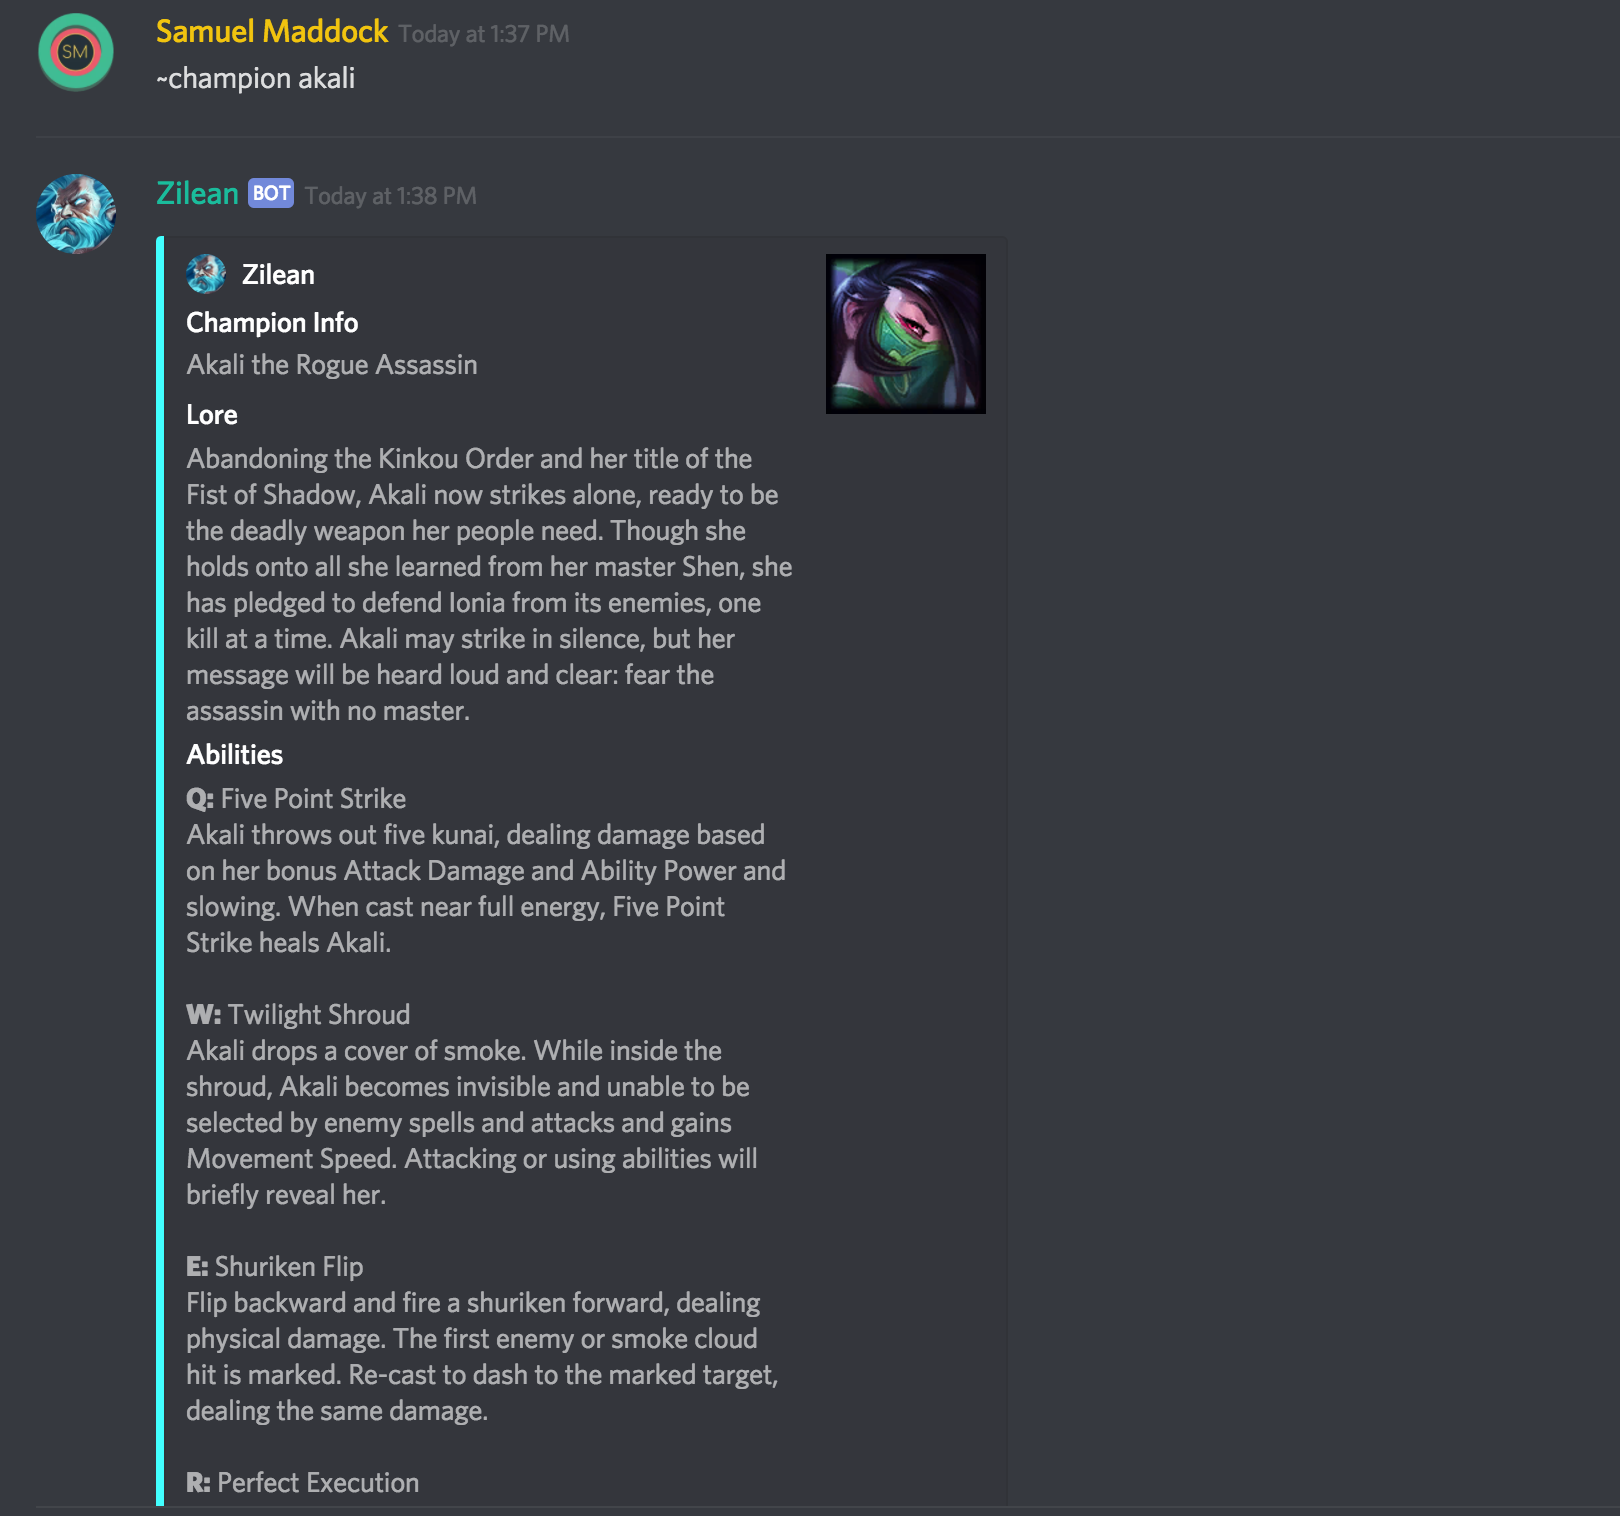 SM
Samuel Maddock Today at 1:37 PM
~champion akali
Zilean BOT Today at 1:38 PM
Zilean
Champion Info
Akali the Rogue Assassin
Lore
Abandoning the Kinkou Order and her title of the
Fist of Shadow, Akali now strikes alone, ready to be
the deadly weapon her people need. Though she
holds onto all she learned from her master Shen, she
has pledged to defend Ionia from its enemies, one
kill at a time. Akali may strike in silence, but her
message will be heard loud and clear: fear the
assassin with no master.
Abilities
Q: Five Point Strike
Akali throws out five kunai, dealing damage based
on her bonus Attack Damage and Ability Power and
slowing. When cast near full energy, Five Point
Strike heals Akali.
W: Twilight Shroud
Akali drops a cover of smoke. While inside the
shroud, Akali becomes invisible and unable to be
selected by enemy spells and attacks and gains
Movement Speed. Attacking or using abilities will
briefly reveal her.
E: Shuriken Flip
Flip backward and fire a shuriken forward, dealing
physical damage. The first enemy or smoke cloud
hit is marked. Re-cast to dash to the marked target,
dealing the same damage.
R: Perfect Execution